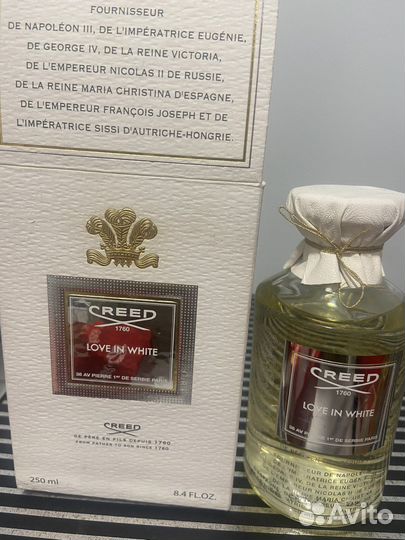 FOURNISSEUR
DE NAPOLÉON III, DE L'IMPÉRATRICE EUGÉNIE,
DE GEORGE IV, DE LA REINE VICTORIA,
DE L'EMPEREUR NICOLAS II DE RUSSIE,
DE LA REINE MARIA CHRISTINA D'ESPAGNE,
DE L'EMPEREUR FRANÇOIS JOSEPH ET DE
L'IMPÉRATRICE SISSI D'AUTRICHE-HONGRIE.
CREED
1760
LOVE IN WHITE
38 AV PIERRE 1ER DE SERBIE PARIS
CREED
DE PÈRE EN FILS DEPUIS 1760
FROM FATHER TO SON SINCE 1760
250 ml
8.4 FL.OZ.
CREED
1760
LOVE IN WHITE
38 AV PIERRE 1ER DE SERBIE PARIS
Avito